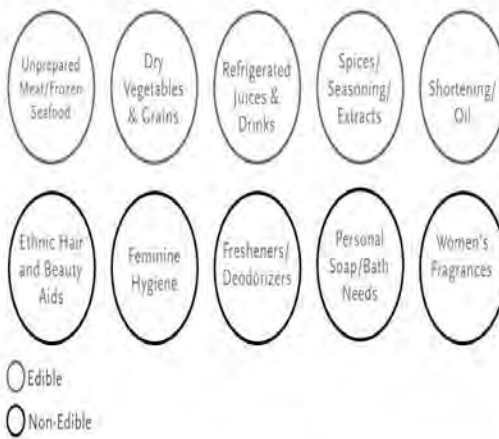 Unprepared
Meat/Frozen
Seafood
Dry
Vegetables
& Grains
Refrigerated
Juices &
Drinks
Spices/
Seasoning/
Extracts
Shortening/
Oil
Ethnic Hair
and Beauty
Aids
Feminine
Hygiene
Fresheners/
Deodorizers
Personal
Soap/Bath
Needs
Women's
Fragrances
Edible
Non-Edible